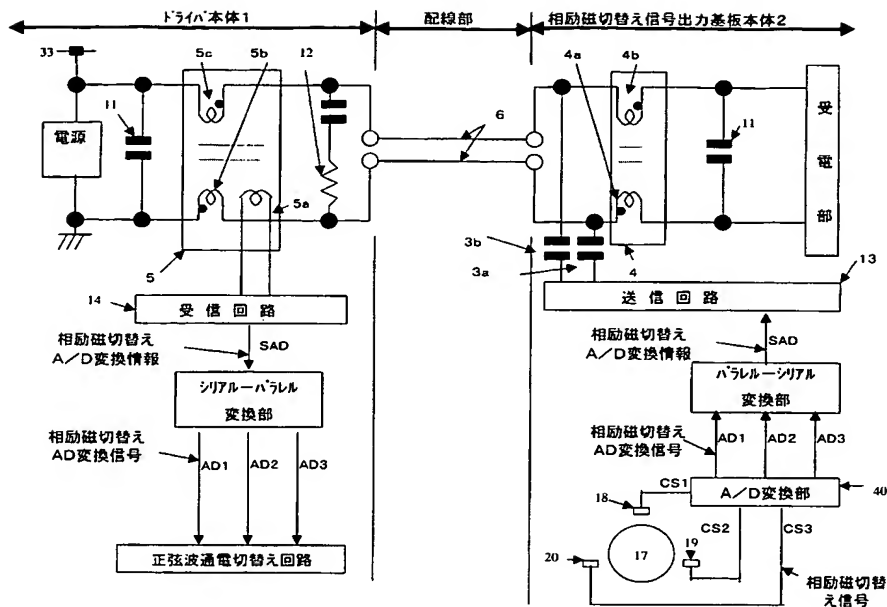 ドライバ本体1
配線部
相励磁切替え信号出力基板本体2
33
5c
5b
12
4a
4b
11
電源
6
11
受電部
5a
3b
3a
5
4
13
14
受信回路
送信回路
相励磁切替え
A/D変換情報
SAD
相励磁切替え
A/D変換情報
SAD
シリアル−パラレル
変換部
パラレル−シリアル
変換部
相励磁切替え
AD変換信号
AD1
AD2
AD3
相励磁切替え
AD変換信号
AD1
AD2
AD3
CS1
A/D変換部
40
18
CS2
CS3
20
17
19
正弦波通電切替え回路
相励磁切替
え信号